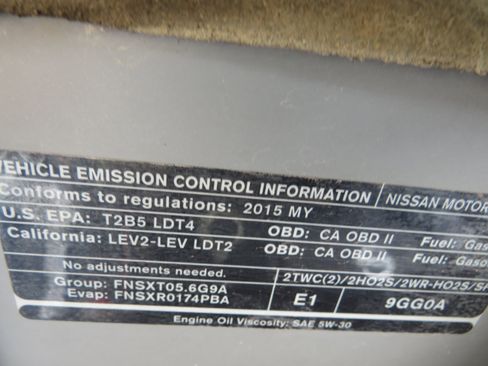 VEHICLE EMISSION CONTROL INFORMATION NISSAN MOTOR
Conforms to regulations: 2015 MY
U.S. EPA: T2B5 LDT4 OBD: CA OBD II Fuel: Gas
California: LEV2-LEV LDT2 OBD: CA OBD II Fuel: Gaso
No adjustments needed. 2TWC(2)/2HO2S/2WR-HO2S/SF
Group: FNSXT05.6G9A
Evap: FNSXR0174PBA E1 9GG0A
Engine Oil Viscosity: SAE 5W-30